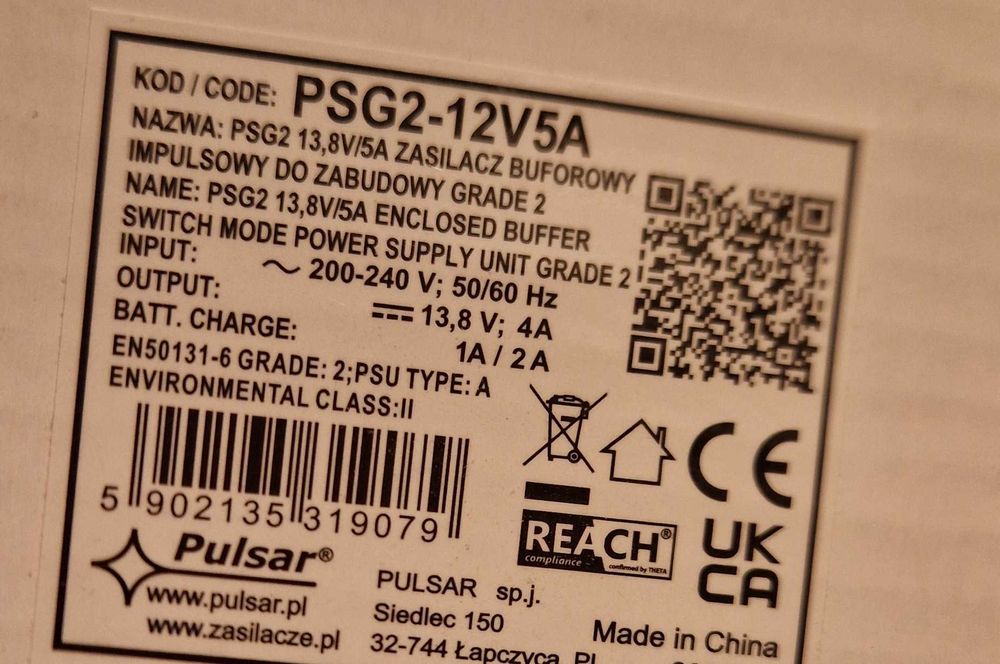 KOD / CODE: PSG2-12V5A
NAZWA: PSG2 13,8V/5A ZASILACZ BUFOROWY
IMPULSOWY DO ZABUDOWY GRADE 2
NAME: PSG2 13,8V/5A ENCLOSED BUFFER
SWITCH MODE POWER SUPPLY UNIT GRADE 2
INPUT: ~ 200-240 V; 50/60 Hz
OUTPUT: ⎓ 13,8 V; 4A
BATT. CHARGE: 1A / 2 A
EN50131-6 GRADE: 2;PSU TYPE: A
ENVIRONMENTAL CLASS:II
5 902135 319079
CE
REACH®
compliance confirmed by THETA
UK
CA
Pulsar®
www.pulsar.pl
www.zasilacze.pl
PULSAR sp.j.
Siedlec 150
32-744 Łapczyca
Made in China